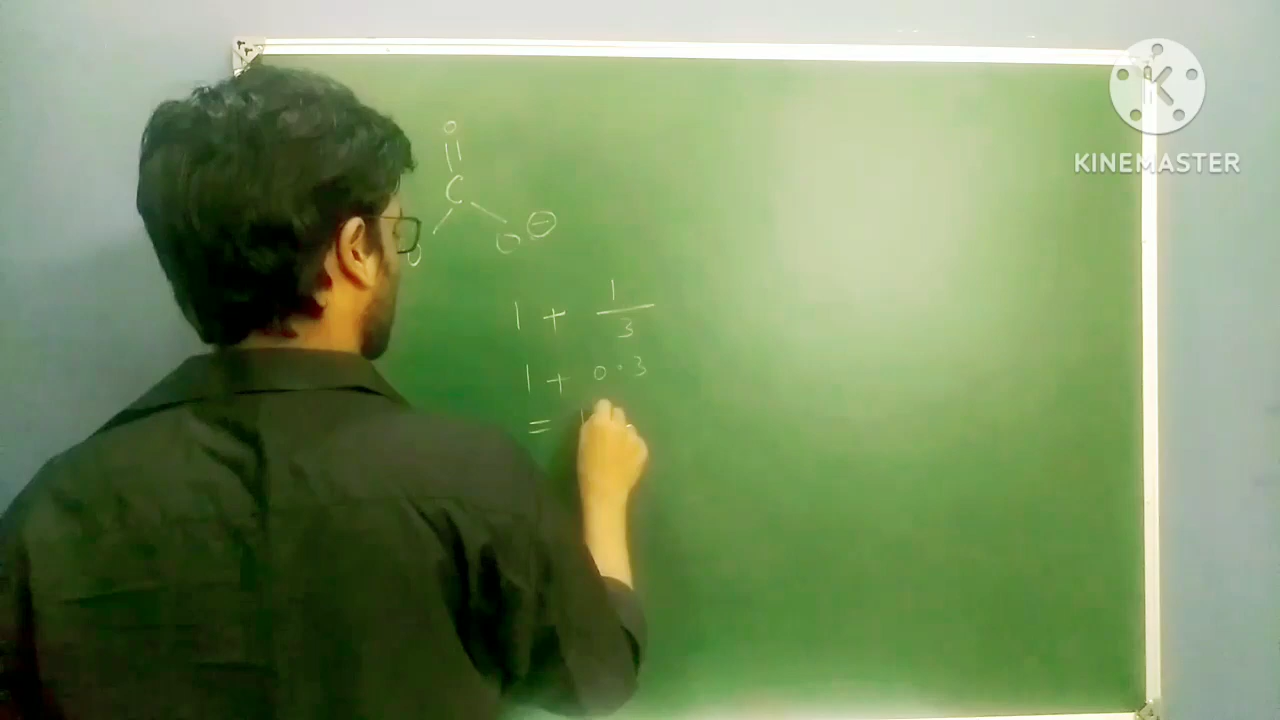 O
||
C
O O ⊖
1 + 1/3
1 + 0.3
=
KINEMASTER